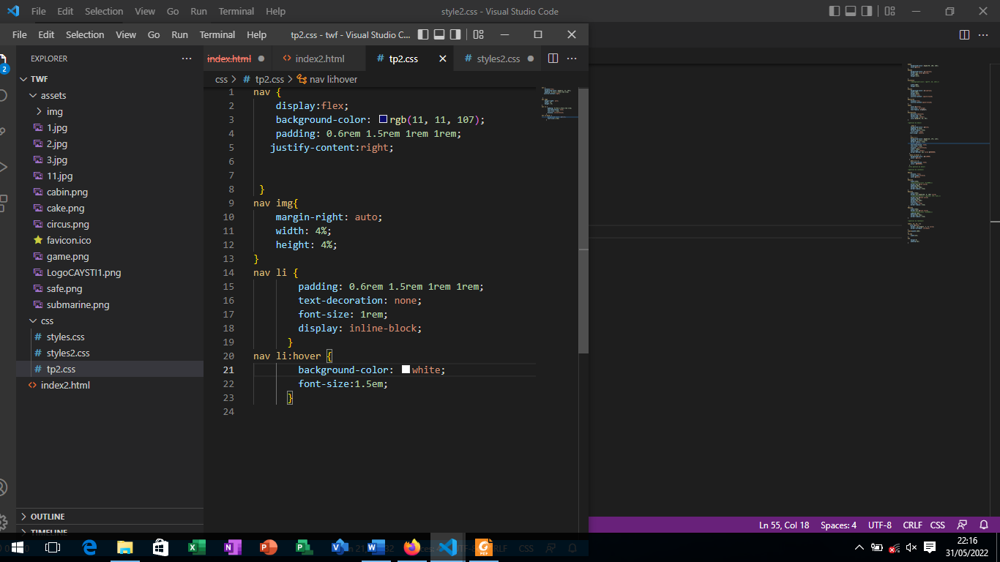 File Edit Selection View Go Run Terminal Help style2.css - Visual Studio Code
File Edit Selection View Go Run Terminal Help tp2.css - twf - Visual Studio C...
2
EXPLORER ...
index.html index2.html # tp2.css # styles2.css ...
TWF
css > # tp2.css > nav li:hover
assets
img
1.jpg
2.jpg
3.jpg
11.jpg
cabin.png
cake.png
circus.png
favicon.ico
game.png
LogoCAYSTI1.png
safe.png
submarine.png
css
# styles.css
# styles2.css
# tp2.css
<> index2.html
OUTLINE
TIMELINE
1 nav {
2 display:flex;
3 background-color: rgb(11, 11, 107);
4 padding: 0.6rem 1.5rem 1rem 1rem;
5 justify-content:right;
6
7
8 }
9 nav img{
10 margin-right: auto;
11 width: 4%;
12 height: 4%;
13 }
14 nav li {
15 padding: 0.6rem 1.5rem 1rem 1rem;
16 text-decoration: none;
17 font-size: 1rem;
18 display: inline-block;
19 }
20 nav li:hover {
21 background-color: white;
22 font-size:1.5em;
23 }
24
Ln 55, Col 18 Spaces: 4 UTF-8 CRLF CSS
22:16
31/05/2022